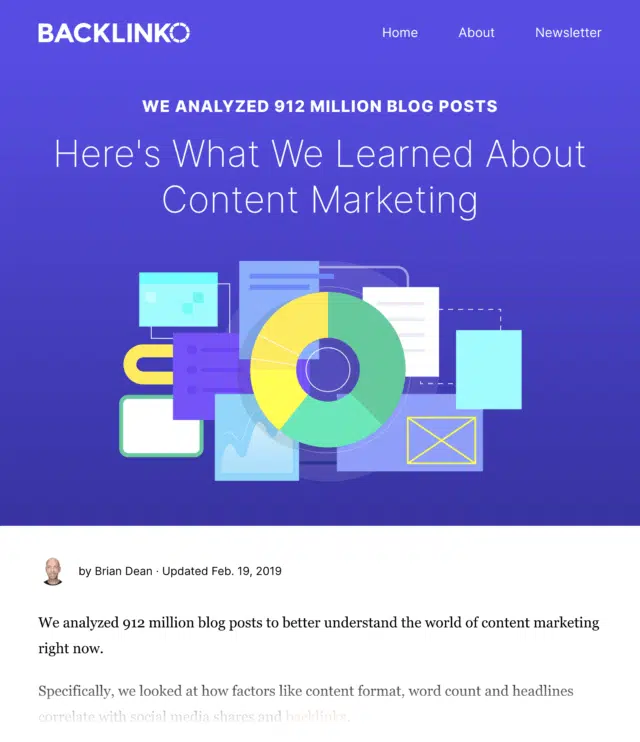 BACKLINKO
Home About Newsletter
WE ANALYZED 912 MILLION BLOG POSTS
Here's What We Learned About
Content Marketing
by Brian Dean · Updated Feb. 19, 2019
We analyzed 912 million blog posts to better understand the world of content marketing
right now.
Specifically, we looked at how factors like content format, word count and headlines
correlate with social media shares and backlinks.